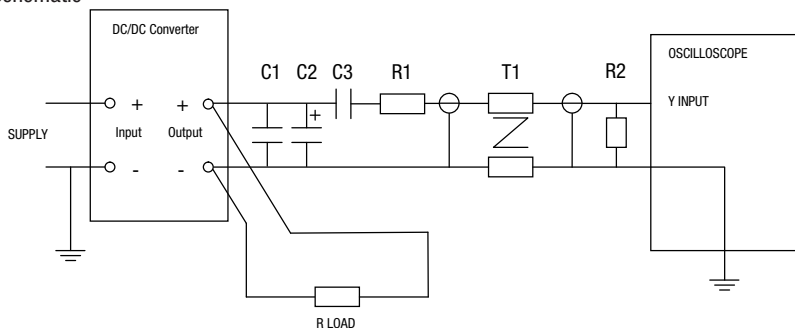 schematic
DC/DC Converter
OSCILLOSCOPE
C1 C2 C3 R1 T1 R2
+ + + Y INPUT
SUPPLY Input Output
- -
R LOAD